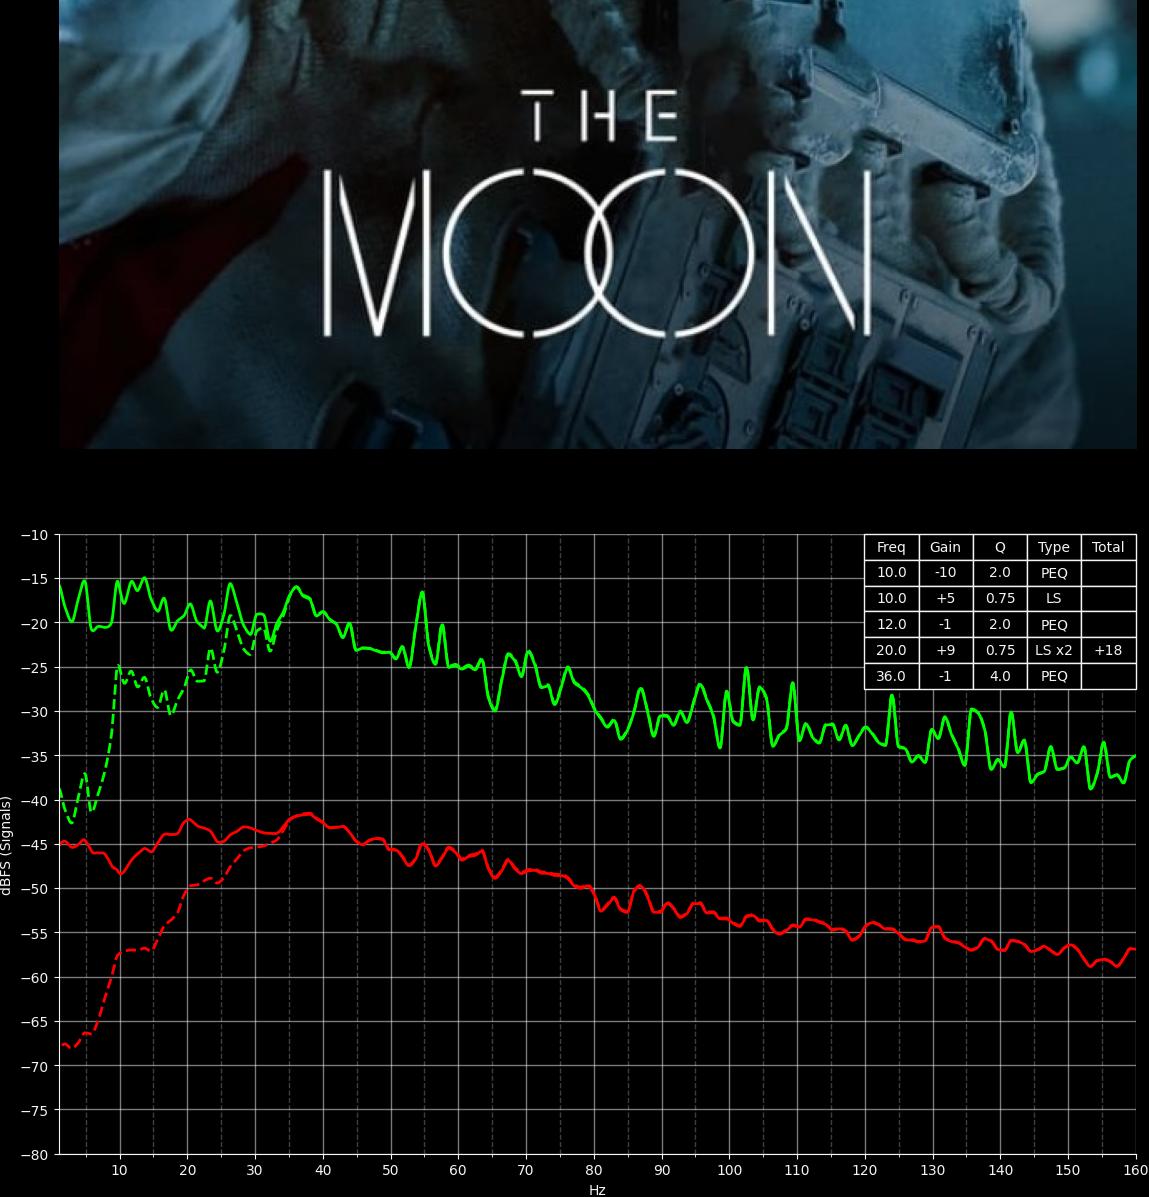 THE
MOON
Freq Gain Q Type Total
10.0 -10 2.0 PEQ
10.0 +5 0.75 LS
12.0 -1 2.0 PEQ
20.0 +9 0.75 LS x2 +18
36.0 -1 4.0 PEQ
−10
−15
−20
−25
−30
−35
−40
−45
−50
−55
−60
−65
−70
−75
−80
dBFS (Signals)
10 20 30 40 50 60 70 80 90 100 110 120 130 140 150 160
Hz